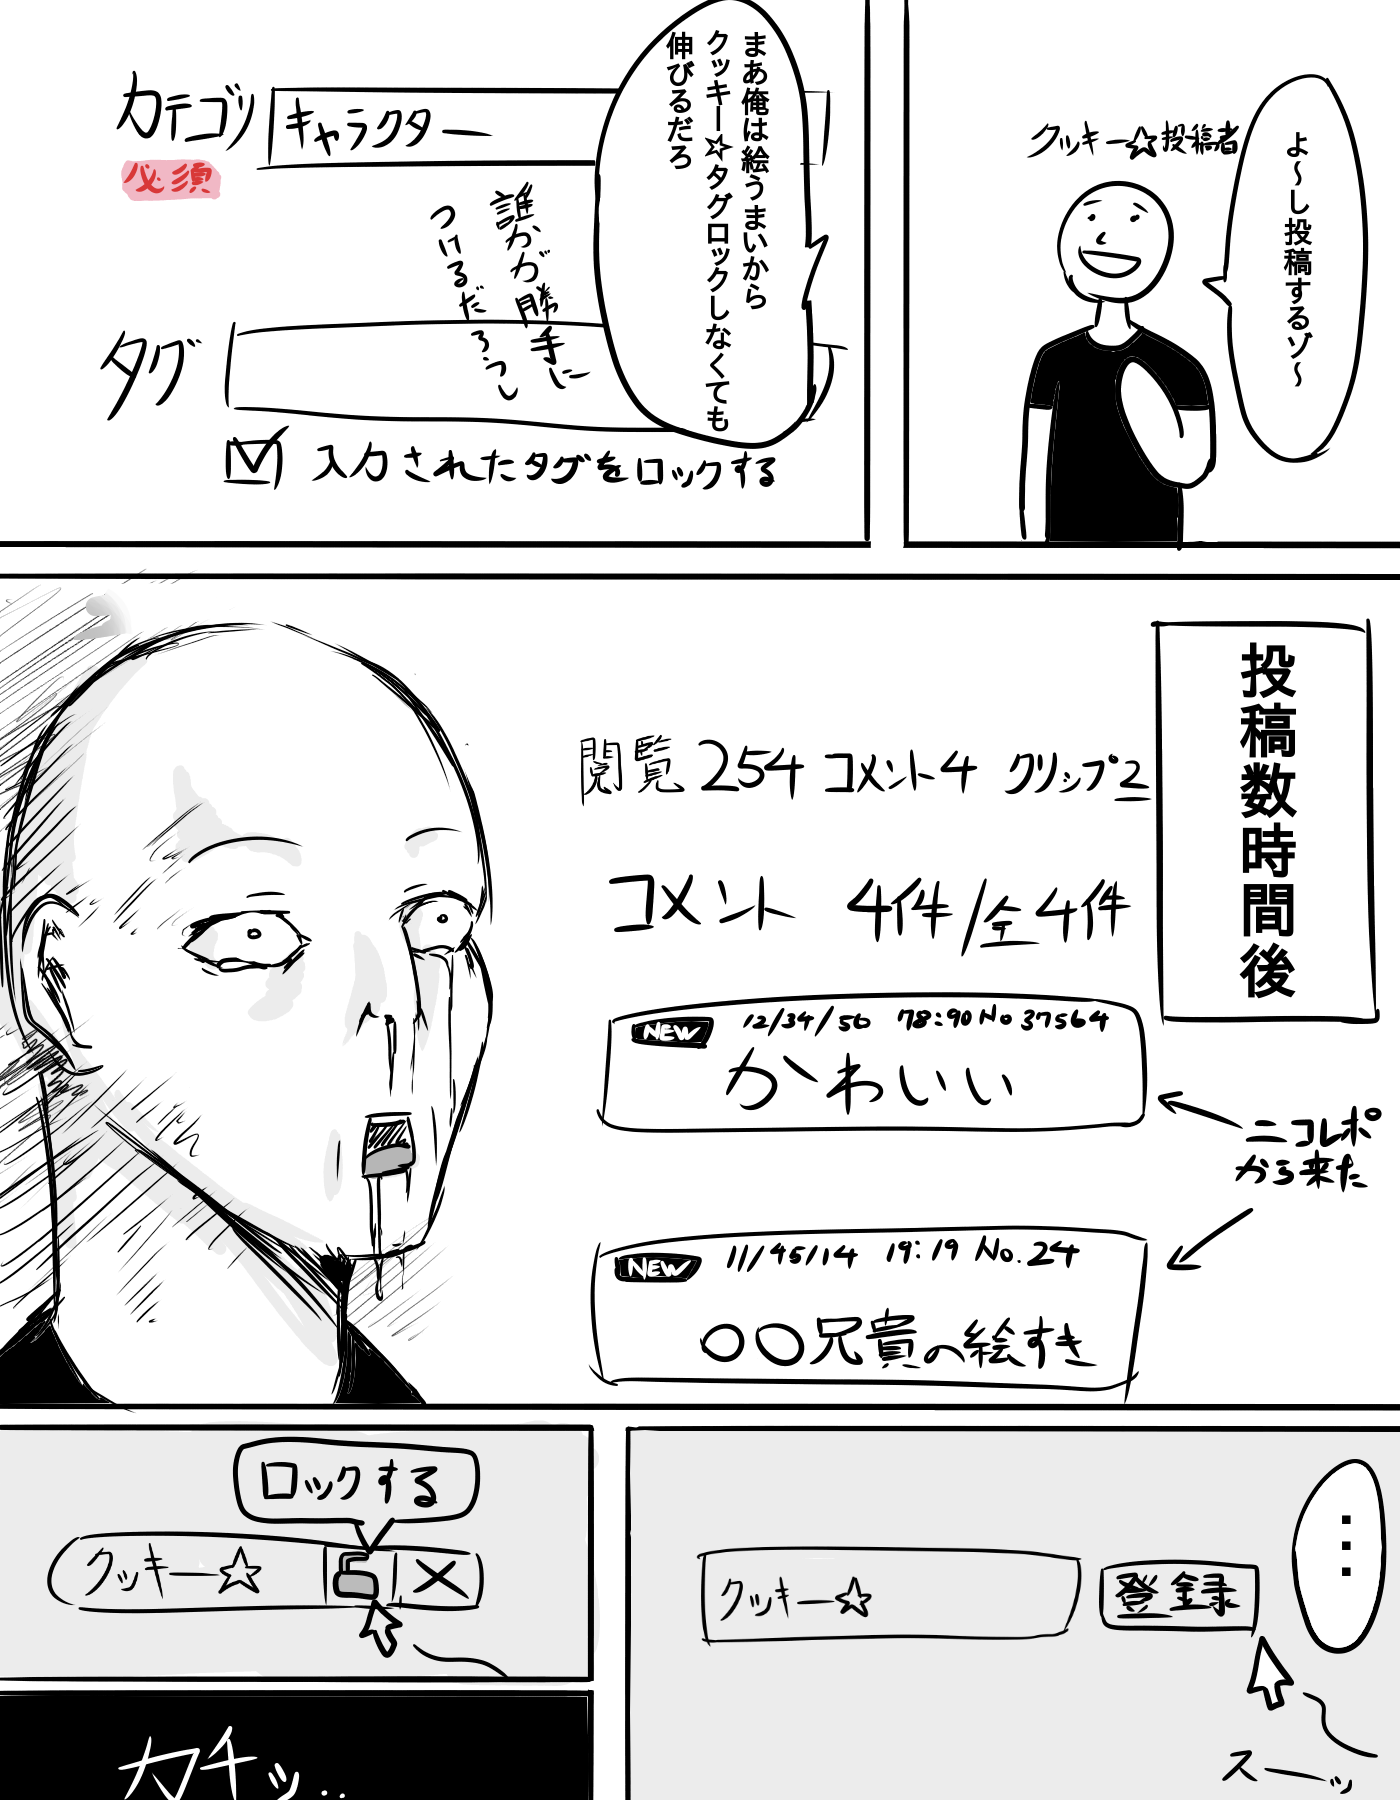 よ～し投稿するゾ～
クッキー☆投稿者
まあ俺は絵うまいから
クッキー☆タグロックしなくても
伸びるだろ
カテゴリ
キャラクター
必須
誰かが勝手に
つけるだろうし
タグ
入力されたタグをロックする
投稿数時間後
閲覧254 コメント4 クリップ2
コメント 4件/全4件
NEW 12/34/56 78:90 No 37564
かわいい
ニコレポ
から来た
NEW 11/45/14 19:19 No.24
○○兄貴の絵すき
…
クッキー☆
登録
スーッ
ロックする
クッキー☆
カチッ..